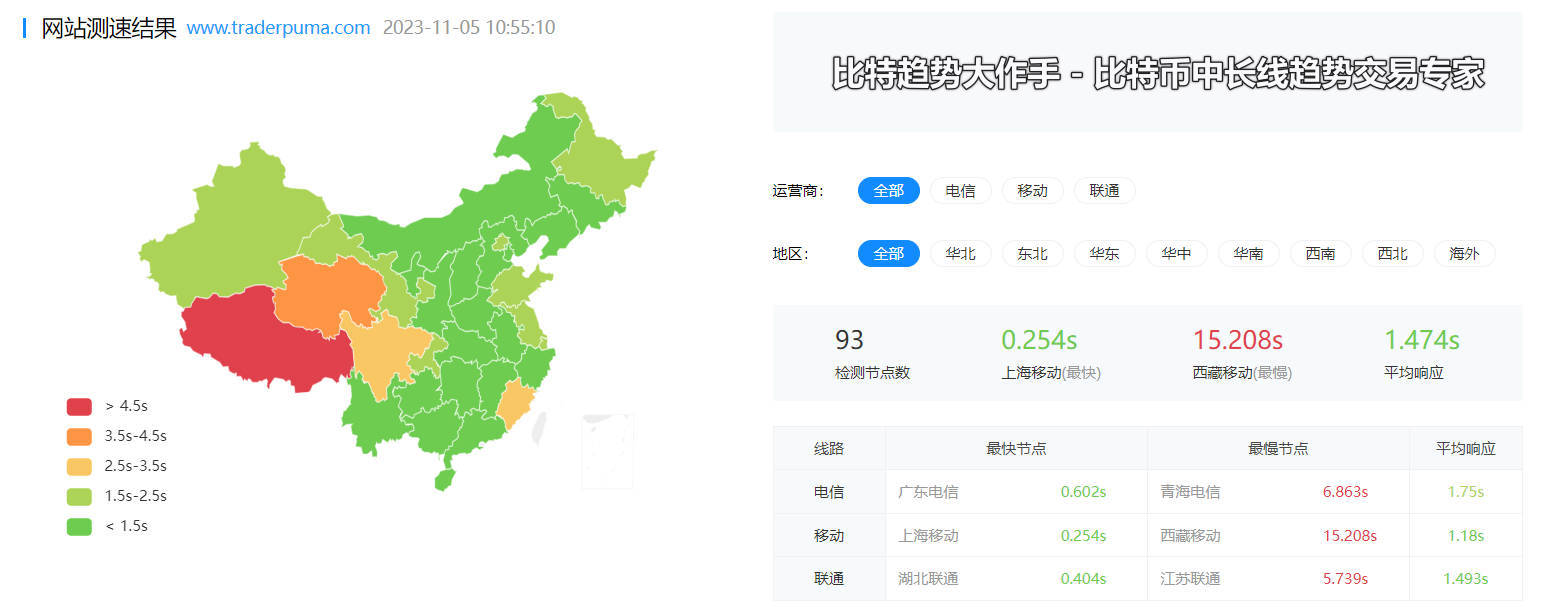 网站测速结果 www.traderpuma.com 2023-11-05 10:55:10
> 4.5s
3.5s-4.5s
2.5s-3.5s
1.5s-2.5s
< 1.5s
比特趋势大作手 - 比特币中长线趋势交易专家
运营商： 全部 电信 移动 联通
地区： 全部 华北 东北 华东 华中 华南 西南 西北 海外
93 0.254s 15.208s 1.474s
检测节点数 上海移动(最快) 西藏移动(最慢) 平均响应
线路 最快节点 最慢节点 平均响应
电信 广东电信 0.602s 青海电信 6.863s 1.75s
移动 上海移动 0.254s 西藏移动 15.208s 1.18s
联通 湖北联通 0.404s 江苏联通 5.739s 1.493s